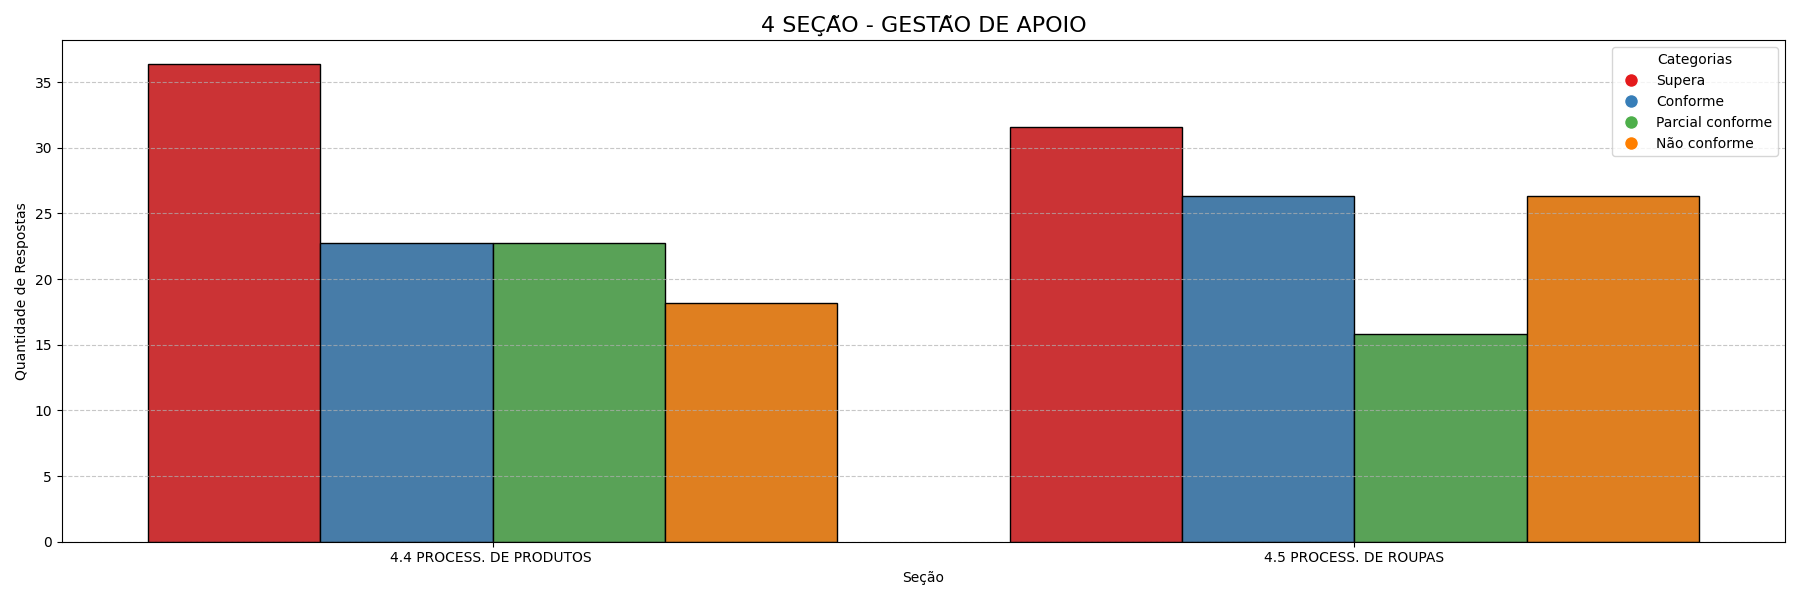 4 SEÇÃO - GESTÃO DE APOIO
Categorias
Supera
Conforme
Parcial conforme
Não conforme
Quantidade de Respostas
35
30
25
20
15
10
5
0
4.4 PROCESS. DE PRODUTOS
4.5 PROCESS. DE ROUPAS
Seção